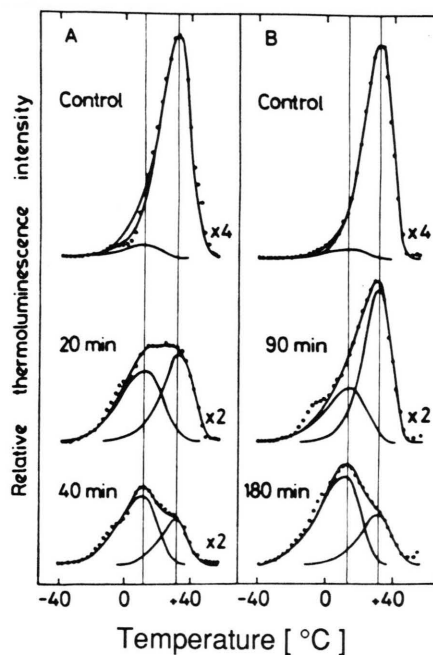 Relative thermoluminescence intensity
A
Control
x4
20 min
x2
40 min
x2
B
Control
x4
90 min
x2
180 min
x2
-40 0 +40
-40 0 +40
Temperature [ °C]